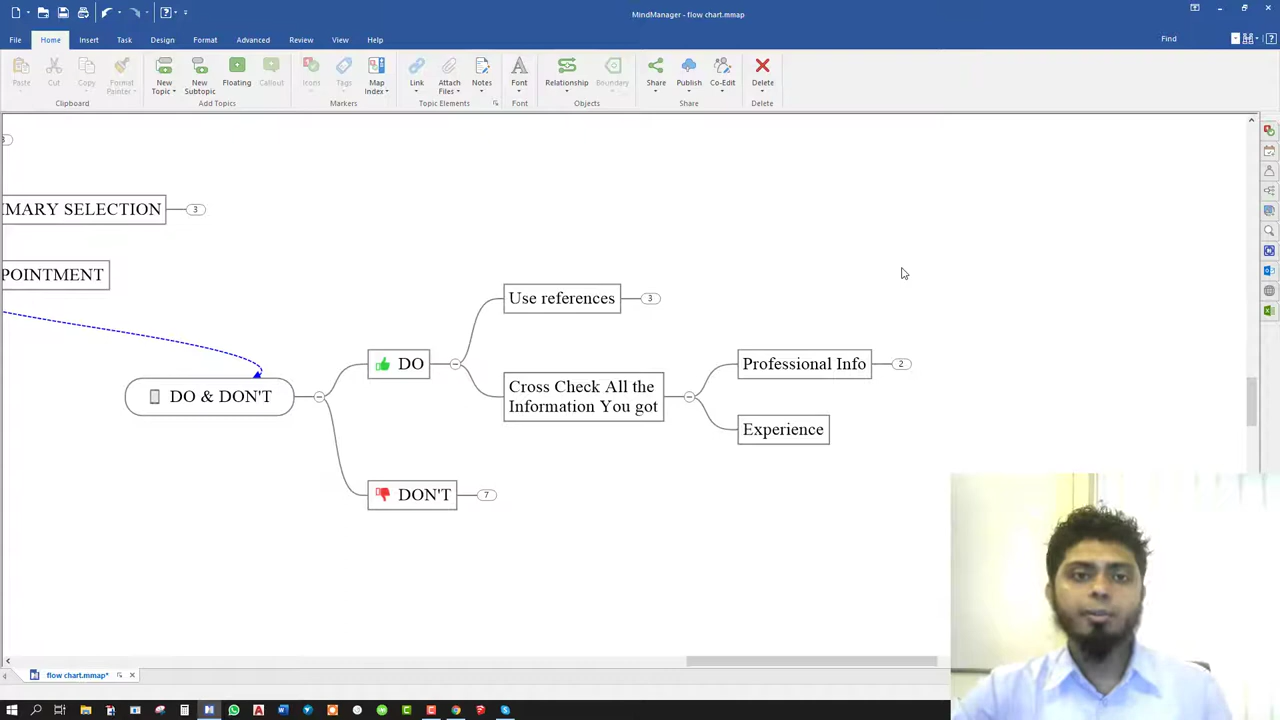 MindManager - flow chart.mmap
File Home Insert Task Design Format Advanced Review View Help Find
Paste Cut Copy Format Painter New Topic New Subtopic Floating Callout Icons Tags Map Index Link Attach Files Notes Font Relationship Boundary Share Publish Co-Edit Delete
Clipboard Add Topics Markers Topic Elements Font Objects Share Delete
MARY SELECTION 3
POINTMENT
Use references 3
DO
Professional Info 2
Cross Check All the
Information You got
DO & DON'T
Experience
DON'T 7
flow chart.mmap*